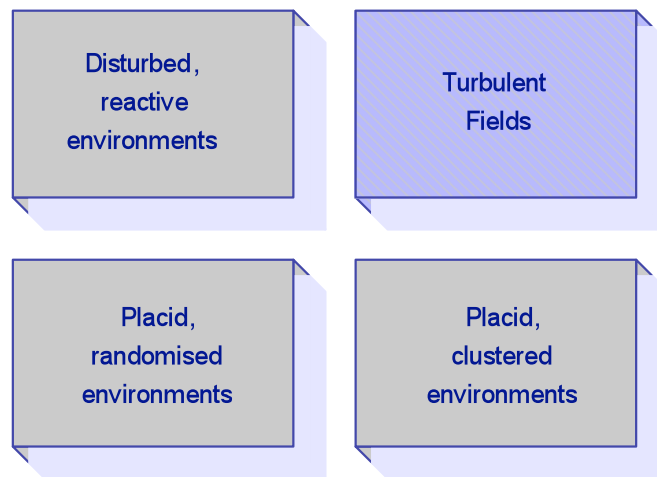 Disturbed,
reactive
environments
Turbulent
Fields
Placid,
randomised
environments
Placid,
clustered
environments